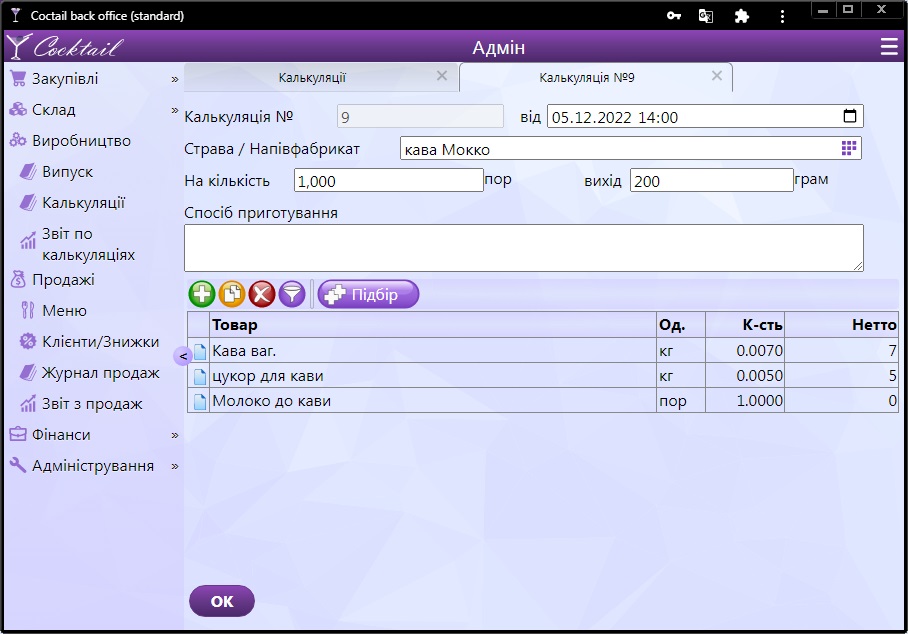 Coctail back office (standard)
Cocktail
Адмін
Закупівлі »
Склад »
Виробництво
Випуск
Калькуляції
Звіт по
калькуляціях
Продажі
Меню
Клієнти/Знижки
Журнал продаж
Звіт з продаж
Фінанси »
Адміністрування »
<
Калькуляції
Калькуляція №9
Калькуляція № 9 від 05.12.2022 14:00
Страва / Напівфабрикат кава Мокко
На кількість 1,000 пор вихід 200 грам
Спосіб приготування
Підбір
Товар Од. К-сть Нетто
Кава ваг. кг 0.0070 7
цукор для кави кг 0.0050 5
Молоко до кави пор 1.0000 0
ОК